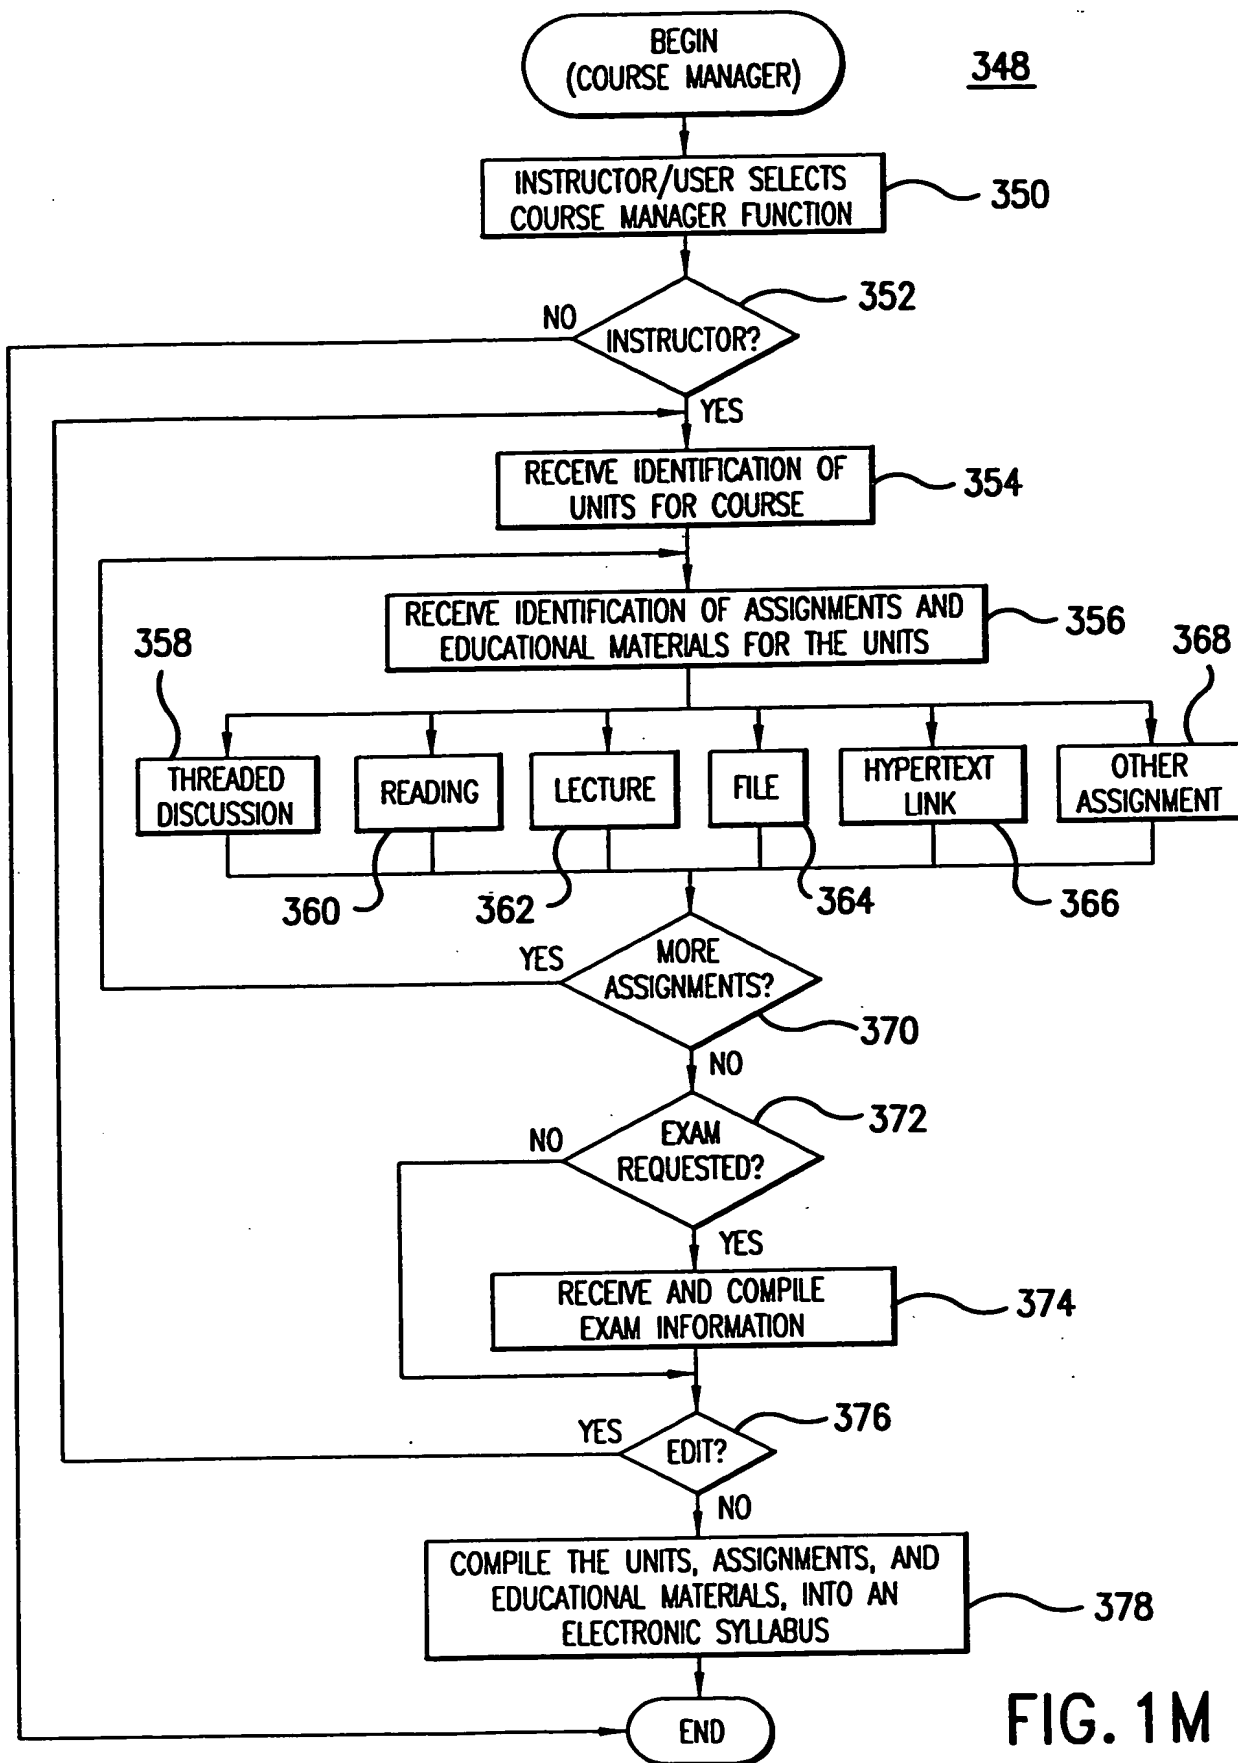 BEGIN
(COURSE MANAGER)
348
INSTRUCTOR/USER SELECTS
COURSE MANAGER FUNCTION
350
352
NO
INSTRUCTOR?
YES
RECEIVE IDENTIFICATION OF
UNITS FOR COURSE
354
RECEIVE IDENTIFICATION OF ASSIGNMENTS AND
EDUCATIONAL MATERIALS FOR THE UNITS
356
358
368
THREADED
DISCUSSION
READING
LECTURE
FILE
HYPERTEXT
LINK
OTHER
ASSIGNMENT
360
362
364
366
YES
MORE
ASSIGNMENTS?
370
NO
372
NO
EXAM
REQUESTED?
YES
RECEIVE AND COMPILE
EXAM INFORMATION
374
376
YES
EDIT?
NO
COMPILE THE UNITS, ASSIGNMENTS, AND
EDUCATIONAL MATERIALS, INTO AN
ELECTRONIC SYLLABUS
378
END
FIG. 1M